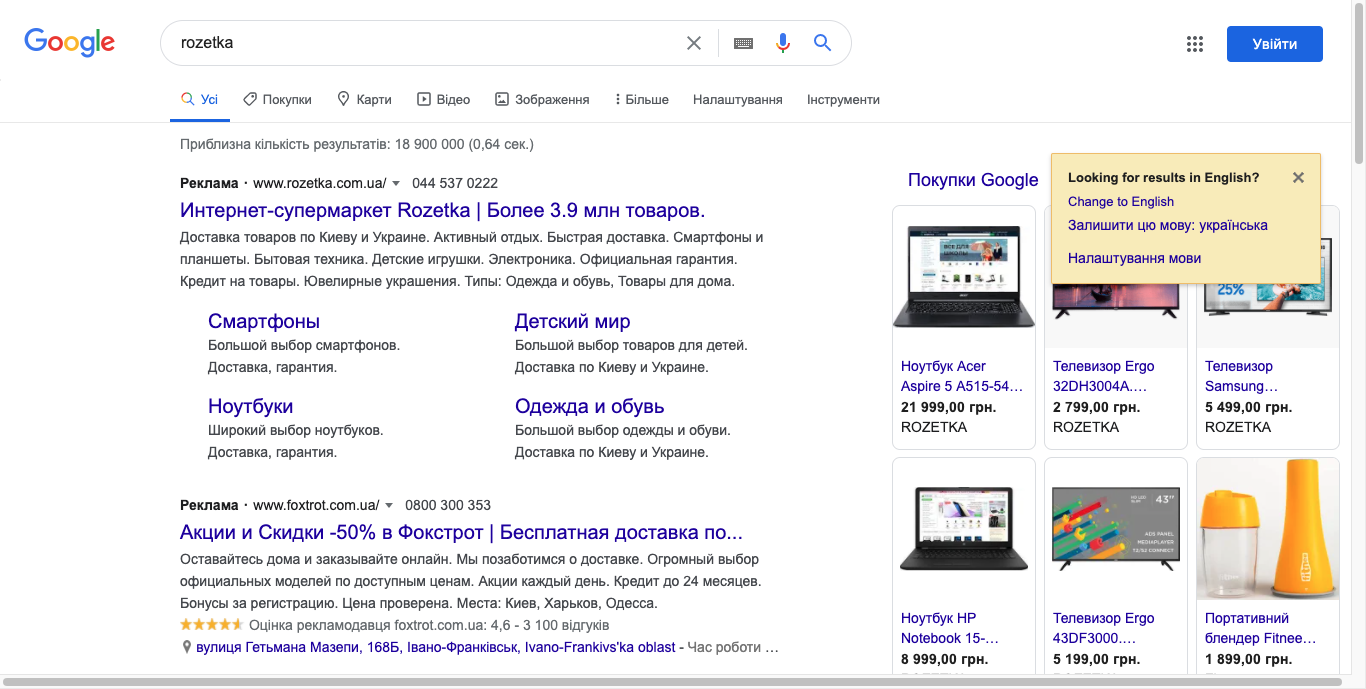 Google
rozetka
Увійти
Усі
Покупки
Карти
Відео
Зображення
Більше
Налаштування
Інструменти
Приблизна кількість результатів: 18 900 000 (0,64 сек.)
Реклама · www.rozetka.com.ua/ 044 537 0222
Интернет-супермаркет Rozetka | Более 3.9 млн товаров.
Доставка товаров по Киеву и Украине. Активный отдых. Быстрая доставка. Смартфоны и
планшеты. Бытовая техника. Детские игрушки. Электроника. Официальная гарантия.
Кредит на товары. Ювелирные украшения. Типы: Одежда и обувь, Товары для дома.
Смартфоны
Большой выбор смартфонов.
Доставка, гарантия.
Детский мир
Большой выбор товаров для детей.
Доставка по Киеву и Украине.
Ноутбуки
Широкий выбор ноутбуков.
Доставка, гарантия.
Одежда и обувь
Большой выбор одежды и обуви.
Доставка по Киеву и Украине.
Реклама · www.foxtrot.com.ua/ 0800 300 353
Акции и Скидки -50% в Фокстрот | Бесплатная доставка по...
Оставайтесь дома и заказывайте онлайн. Мы позаботимся о доставке. Огромный выбор
официальных моделей по доступным ценам. Акции каждый день. Кредит до 24 месяцев.
Бонусы за регистрацию. Цена проверена. Места: Киев, Харьков, Одесса.
Оцінка рекламодавця foxtrot.com.ua: 4,6 - 3 100 відгуків
вулиця Гетьмана Мазепи, 168Б, Івано-Франківськ, Ivano-Frankivs'ka oblast - Час роботи …
Покупки Google
Looking for results in English?
Change to English
Залишити цю мову: українська
Налаштування мови
ВСЕ ДЛЯ
ШКОЛЫ
25%
Ноутбук Acer
Aspire 5 A515-54…
21 999,00 грн.
ROZETKA
Телевизор Ergo
32DH3004A.…
2 799,00 грн.
ROZETKA
Телевизор
Samsung…
5 499,00 грн.
ROZETKA
43"
ADS PANEL
MEDIAPLAYER
T2/S2 CONNECT
Ноутбук HP
Notebook 15-…
8 999,00 грн.
Телевизор Ergo
43DF3000.…
5 199,00 грн.
Портативний
блендер Fitnee…
1 899,00 грн.